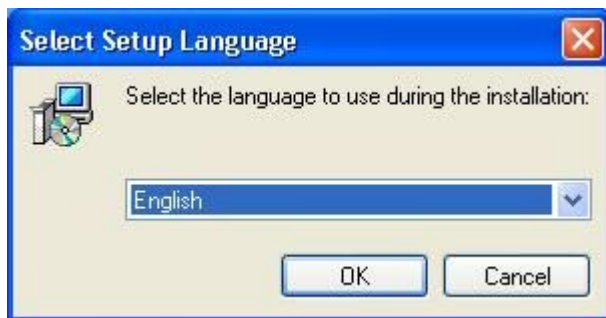 Select Setup Language
Select the language to use during the installation:
English
OK
Cancel